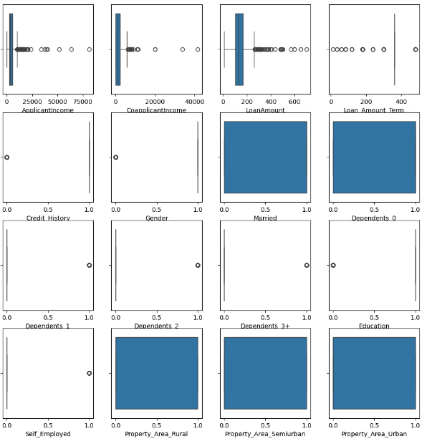 0 25000 50000 75000
0 20000 40000
0 200 400 600
0 200 400
ApplicantIncome
CoapplicantIncome
LoanAmount
Loan_Amount_Term
0.0 0.5 1.0
0.0 0.5 1.0
0.0 0.5 1.0
0.0 0.5 1.0
Credit_History
Gender
Married
Dependents_0
0.0 0.5 1.0
0.0 0.5 1.0
0.0 0.5 1.0
0.0 0.5 1.0
Dependents_1
Dependents_2
Dependents_3+
Education
0.0 0.5 1.0
0.0 0.5 1.0
0.0 0.5 1.0
0.0 0.5 1.0
Self_Employed
Property_Area_Rural
Property_Area_Semiurban
Property_Area_Urban